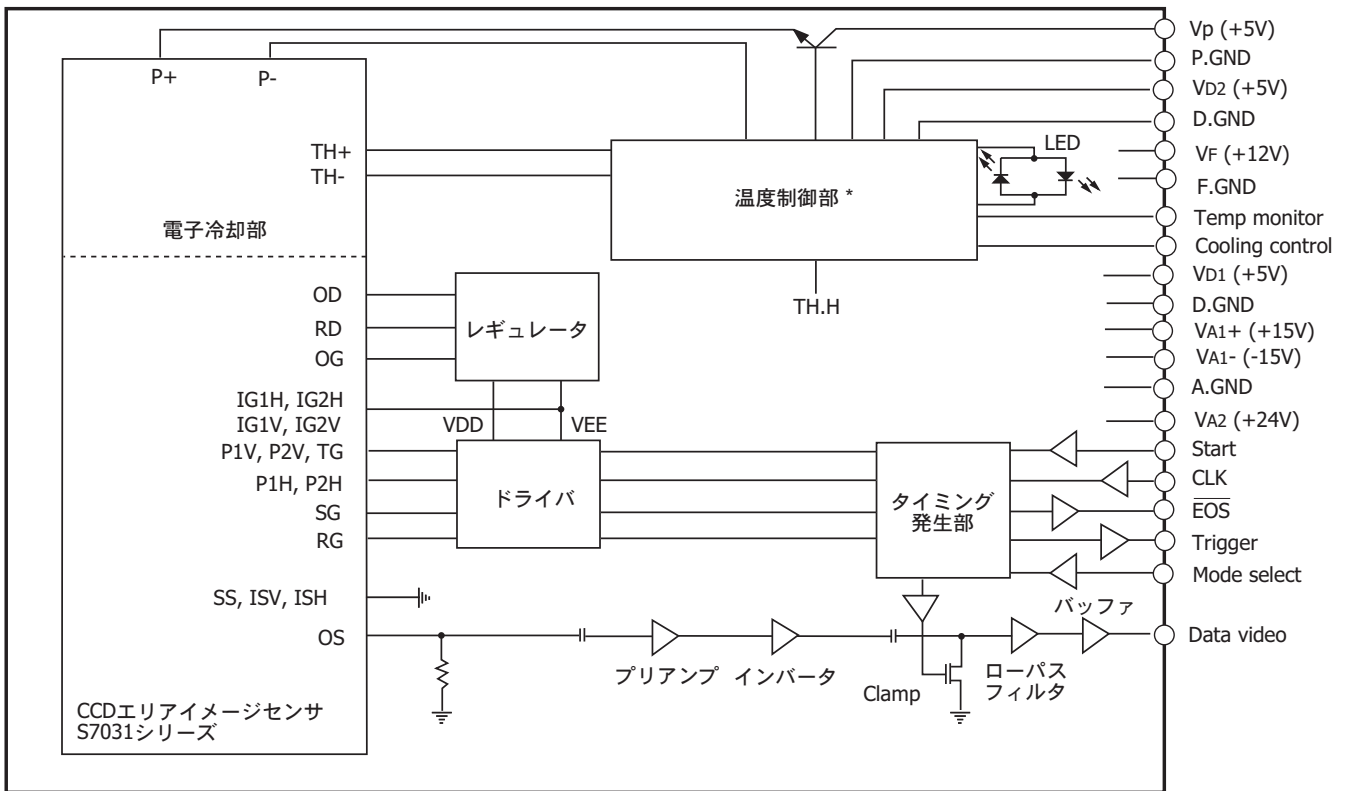 Vp (+5V)
P.GND
VD2 (+5V)
D.GND
VF (+12V)
F.GND
Temp monitor
Cooling control
VD1 (+5V)
D.GND
VA1+ (+15V)
VA1- (-15V)
A.GND
VA2 (+24V)
Start
CLK
EOS
Trigger
Mode select
Data video
P+
P-
TH+
TH-
電子冷却部
LED
温度制御部 *
TH.H
OD
RD
OG
レギュレータ
IG1H, IG2H
IG1V, IG2V
VDD
VEE
P1V, P2V, TG
P1H, P2H
SG
RG
ドライバ
タイミング
発生部
SS, ISV, ISH
OS
プリアンプ
インバータ
Clamp
ローパス
フィルタ
バッファ
CCDエリアイメージセンサ
S7031シリーズ